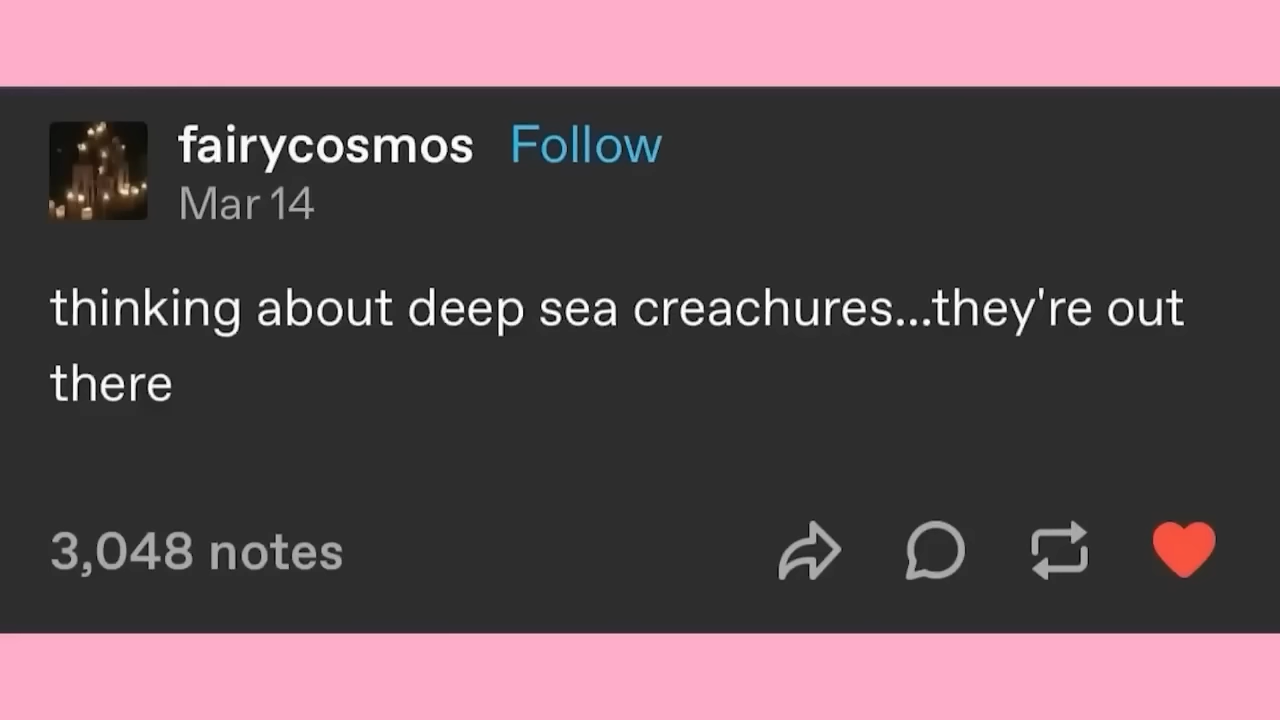 fairycosmos Follow
Mar 14
thinking about deep sea creachures...they're out
there
3,048 notes